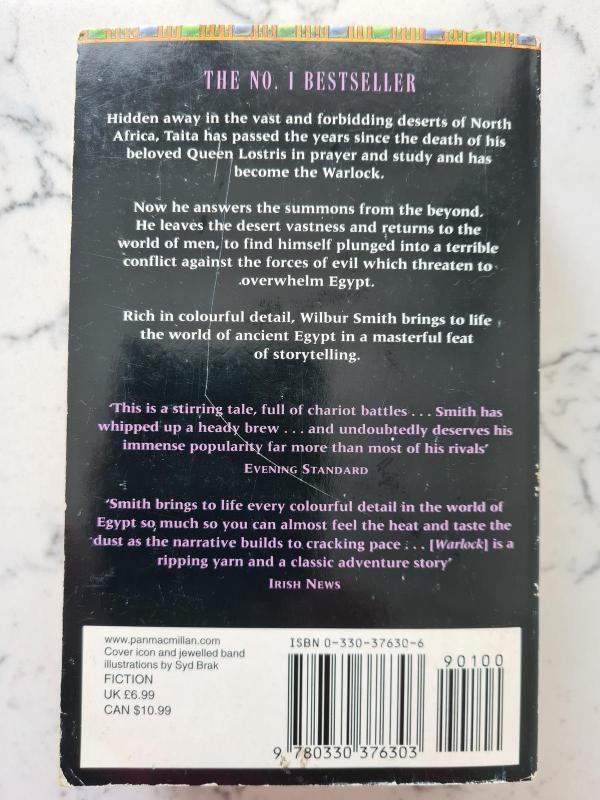 THE NO. 1 BESTSELLER
Hidden away in the vast and forbidding deserts of North
Africa, Taita has passed the years since the death of his
beloved Queen Lostris in prayer and study and has
become the Warlock.
Now he answers the summons from the beyond.
He leaves the desert vastness and returns to the
world of men, to find himself plunged into a terrible
conflict against the forces of evil which threaten to
overwhelm Egypt.
Rich in colourful detail, Wilbur Smith brings to life
the world of ancient Egypt in a masterful feat
of storytelling.
'This is a stirring tale, full of chariot battles . . . Smith has
whipped up a heady brew . . . and undoubtedly deserves his
immense popularity far more than most of his rivals'
EVENING STANDARD
'Smith brings to life every colourful detail in the world of
Egypt so much so you can almost feel the heat and taste the
dust as the narrative builds to cracking pace . . . [Warlock] is a
ripping yarn and a classic adventure story'
IRISH NEWS
www.panmacmillan.com
Cover icon and jewelled band
illustrations by Syd Brak
FICTION
UK £6.99
CAN $10.99
ISBN 0-330-37630-6
90100
9 780330 376303